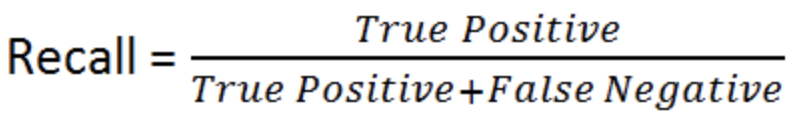 True Positive
Recall =
True Positive+False Negative